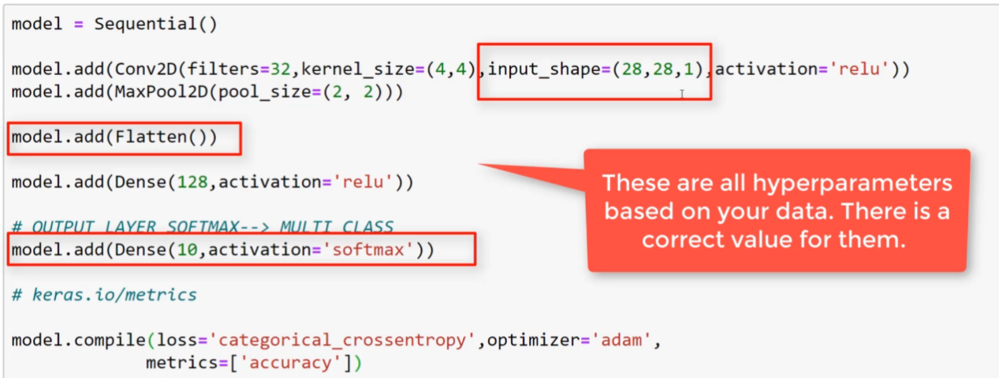 model = Sequential()
model.add(Conv2D(filters=32,kernel_size=(4,4),input_shape=(28,28,1),activation='relu'))
model.add(MaxPool2D(pool_size=(2, 2)))
model.add(Flatten())
model.add(Dense(128,activation='relu'))
# OUTPUT LAYER SOFTMAX--> MULTI CLASS
model.add(Dense(10,activation='softmax'))
# keras.io/metrics
model.compile(loss='categorical_crossentropy',optimizer='adam',
metrics=['accuracy'])
These are all hyperparameters
based on your data. There is a
correct value for them.